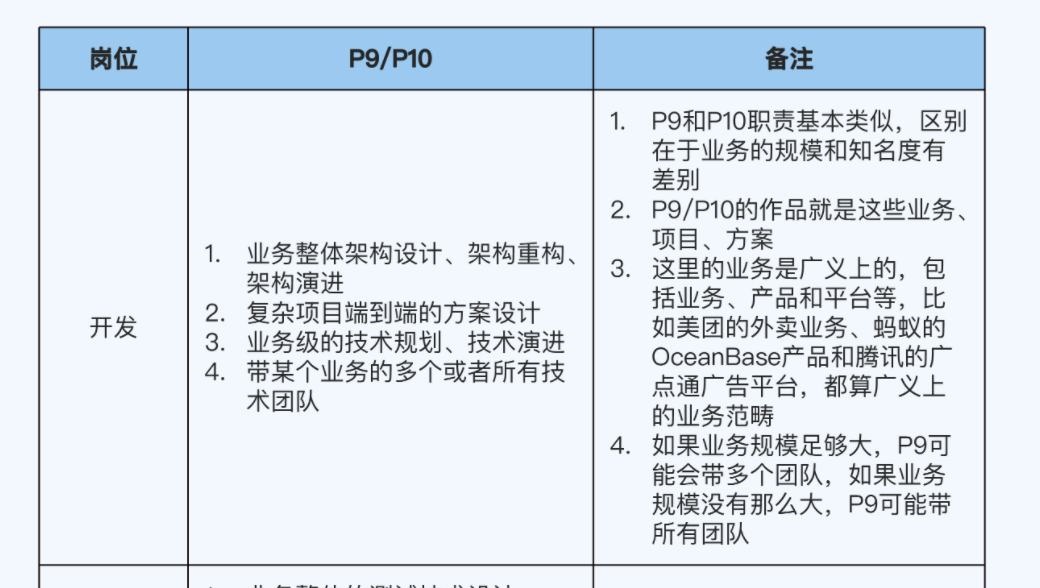 岗位
P9/P10
备注
开发
1. 业务整体架构设计、架构重构、
架构演进
2. 复杂项目端到端的方案设计
3. 业务级的技术规划、技术演进
4. 带某个业务的多个或者所有技
术团队
1. P9和P10职责基本类似，区别
在于业务的规模和知名度有
差别
2. P9/P10的作品就是这些业务、
项目、方案
3. 这里的业务是广义上的，包
括业务、产品和平台等，比
如美团的外卖业务、蚂蚁的
OceanBase产品和腾讯的广
点通广告平台，都算广义上
的业务范畴
4. 如果业务规模足够大，P9可
能会带多个团队，如果业务
规模没有那么大，P9可能带
所有团队